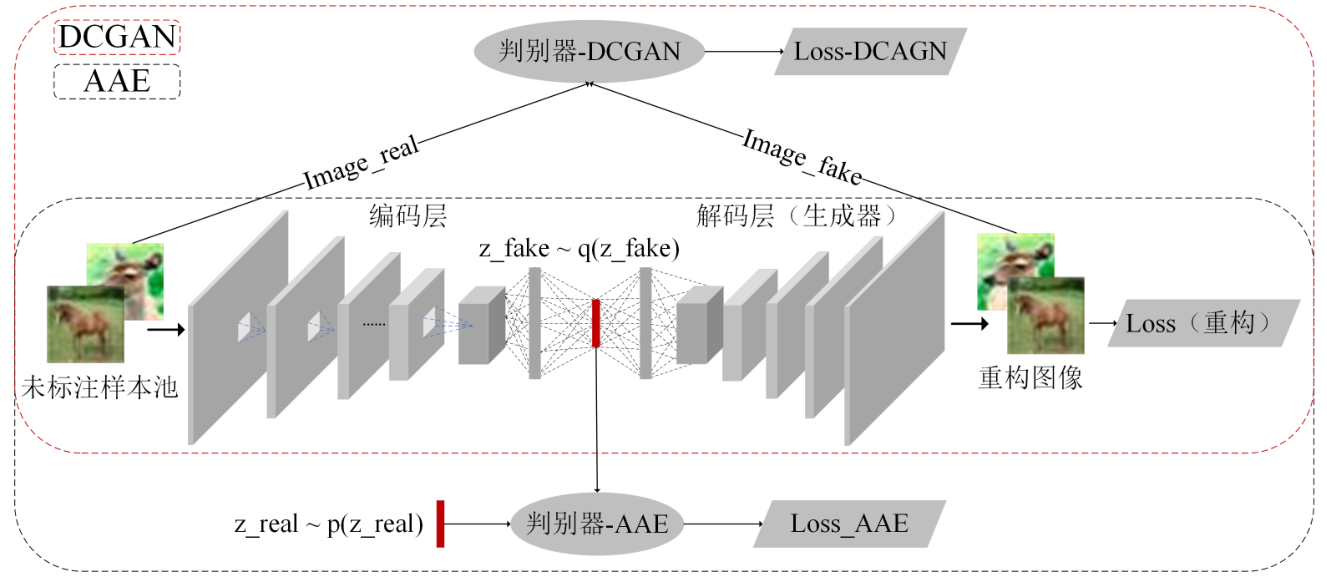 DCGAN
AAE
判别器-DCGAN
Loss-DCAGN
Image_real
Image_fake
编码层
解码层（生成器）
z_fake ~ q(z_fake)
......
未标注样本池
重构图像
Loss（重构）
z_real ~ p(z_real)
判别器-AAE
Loss_AAE